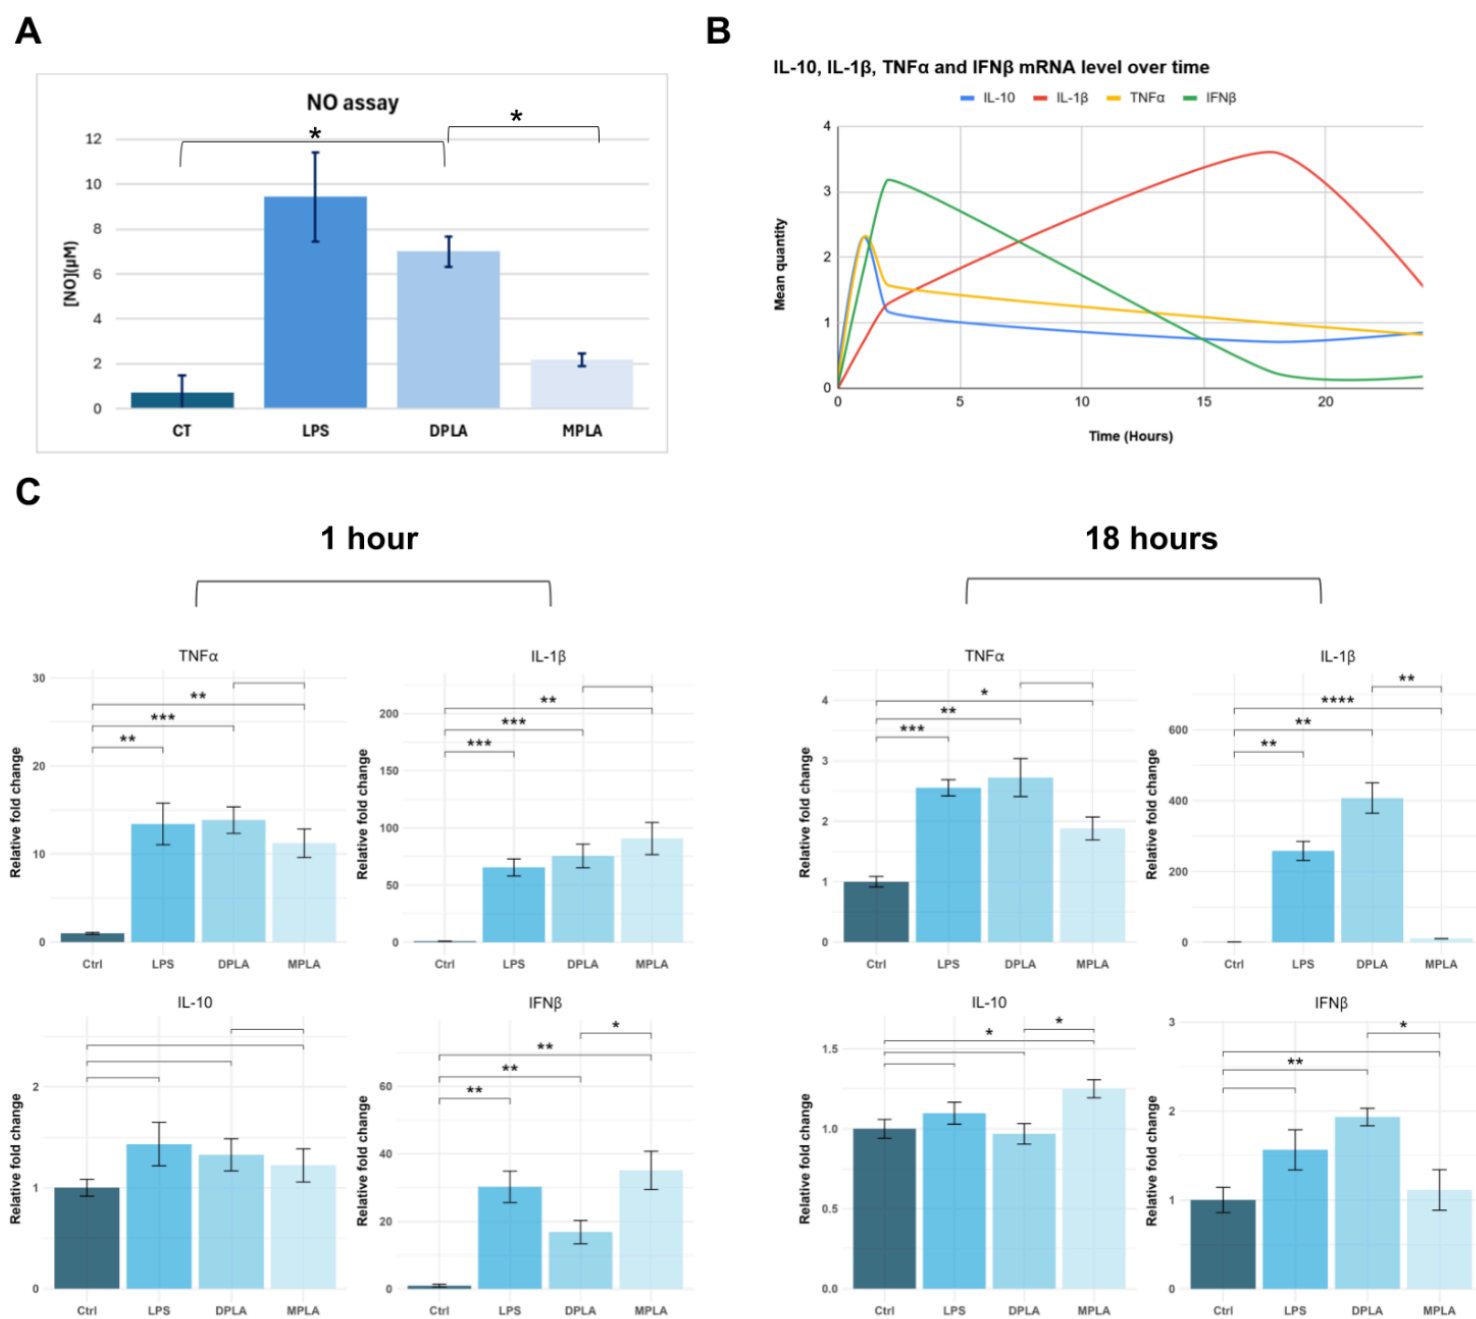 A
NO assay
*
*
12
10
8
6
4
2
0
[NO](µM)
CT LPS DPLA MPLA
B
IL-10, IL-1β, TNFα and IFNβ mRNA level over time
IL-10 IL-1β TNFα IFNβ
4
3
2
1
0
Mean quantity
0 5 10 15 20
Time (Hours)
C
1 hour
TNFα
30
20
10
0
Relative fold change
**
***
**
Ctrl LPS DPLA MPLA
IL-1β
200
150
100
50
0
Relative fold change
**
***
***
Ctrl LPS DPLA MPLA
IL-10
2
1
0
Relative fold change
Ctrl LPS DPLA MPLA
IFNβ
60
40
20
0
Relative fold change
*
**
**
**
Ctrl LPS DPLA MPLA
18 hours
TNFα
4
3
2
1
0
Relative fold change
*
**
***
Ctrl LPS DPLA MPLA
IL-1β
600
400
200
0
Relative fold change
**
****
**
**
Ctrl LPS DPLA MPLA
IL-10
1.5
1.0
0.5
0.0
Relative fold change
*
*
Ctrl LPS DPLA MPLA
IFNβ
3
2
1
0
Relative fold change
*
**
Ctrl LPS DPLA MPLA